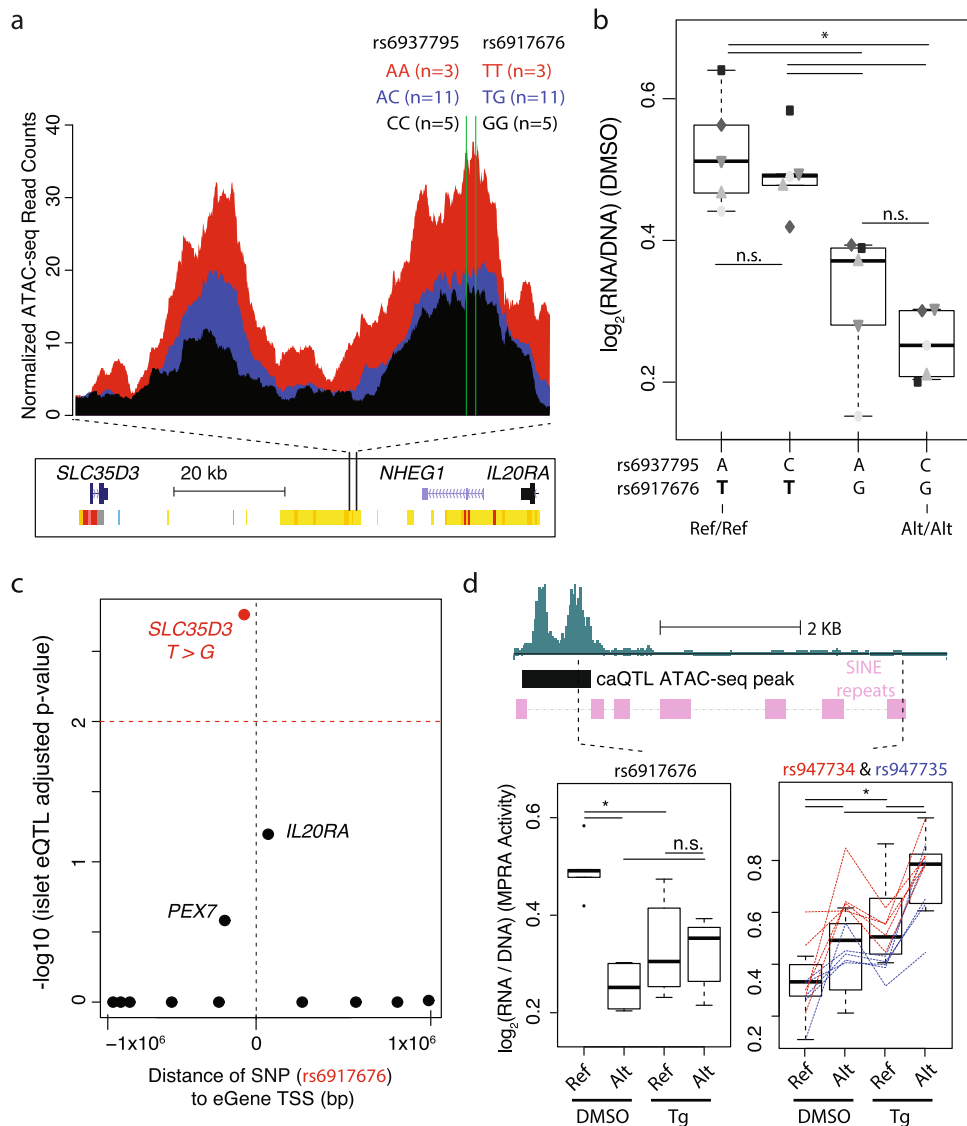 a
rs6937795 rs6917676
AA (n=3) TT (n=3)
AC (n=11) TG (n=11)
CC (n=5) GG (n=5)
Normalized ATAC-seq Read Counts
40
30
20
10
0
SLC35D3 20 kb NHEG1 IL20RA
b
*
n.s.
n.s.
log2(RNA/DNA) (DMSO)
0.6
0.4
0.2
rs6937795 A C A C
rs6917676 T T G G
Ref/Ref Alt/Alt
c
SLC35D3
T > G
IL20RA
PEX7
-log10 (islet eQTL adjusted p-value)
2
1
0
−1x10⁶ 0 1x10⁶
Distance of SNP (rs6917676)
to eGene TSS (bp)
d
2 KB
caQTL ATAC-seq peak
SINE
repeats
rs6917676
*
n.s.
log2(RNA / DNA) (MPRA Activity)
0.6
0.4
0.2
Ref Alt Ref Alt
DMSO Tg
rs947734 & rs947735
*
0.8
0.6
0.4
0.2
Ref Alt Ref Alt
DMSO Tg